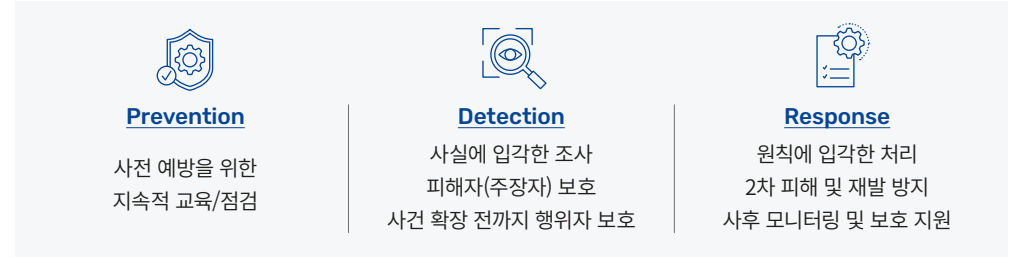 Prevention
사전 예방을 위한
지속적 교육/점검
Detection
사실에 입각한 조사
피해자(주장자) 보호
사건 확장 전까지 행위자 보호
Response
원칙에 입각한 처리
2차 피해 및 재발 방지
사후 모니터링 및 보호 지원